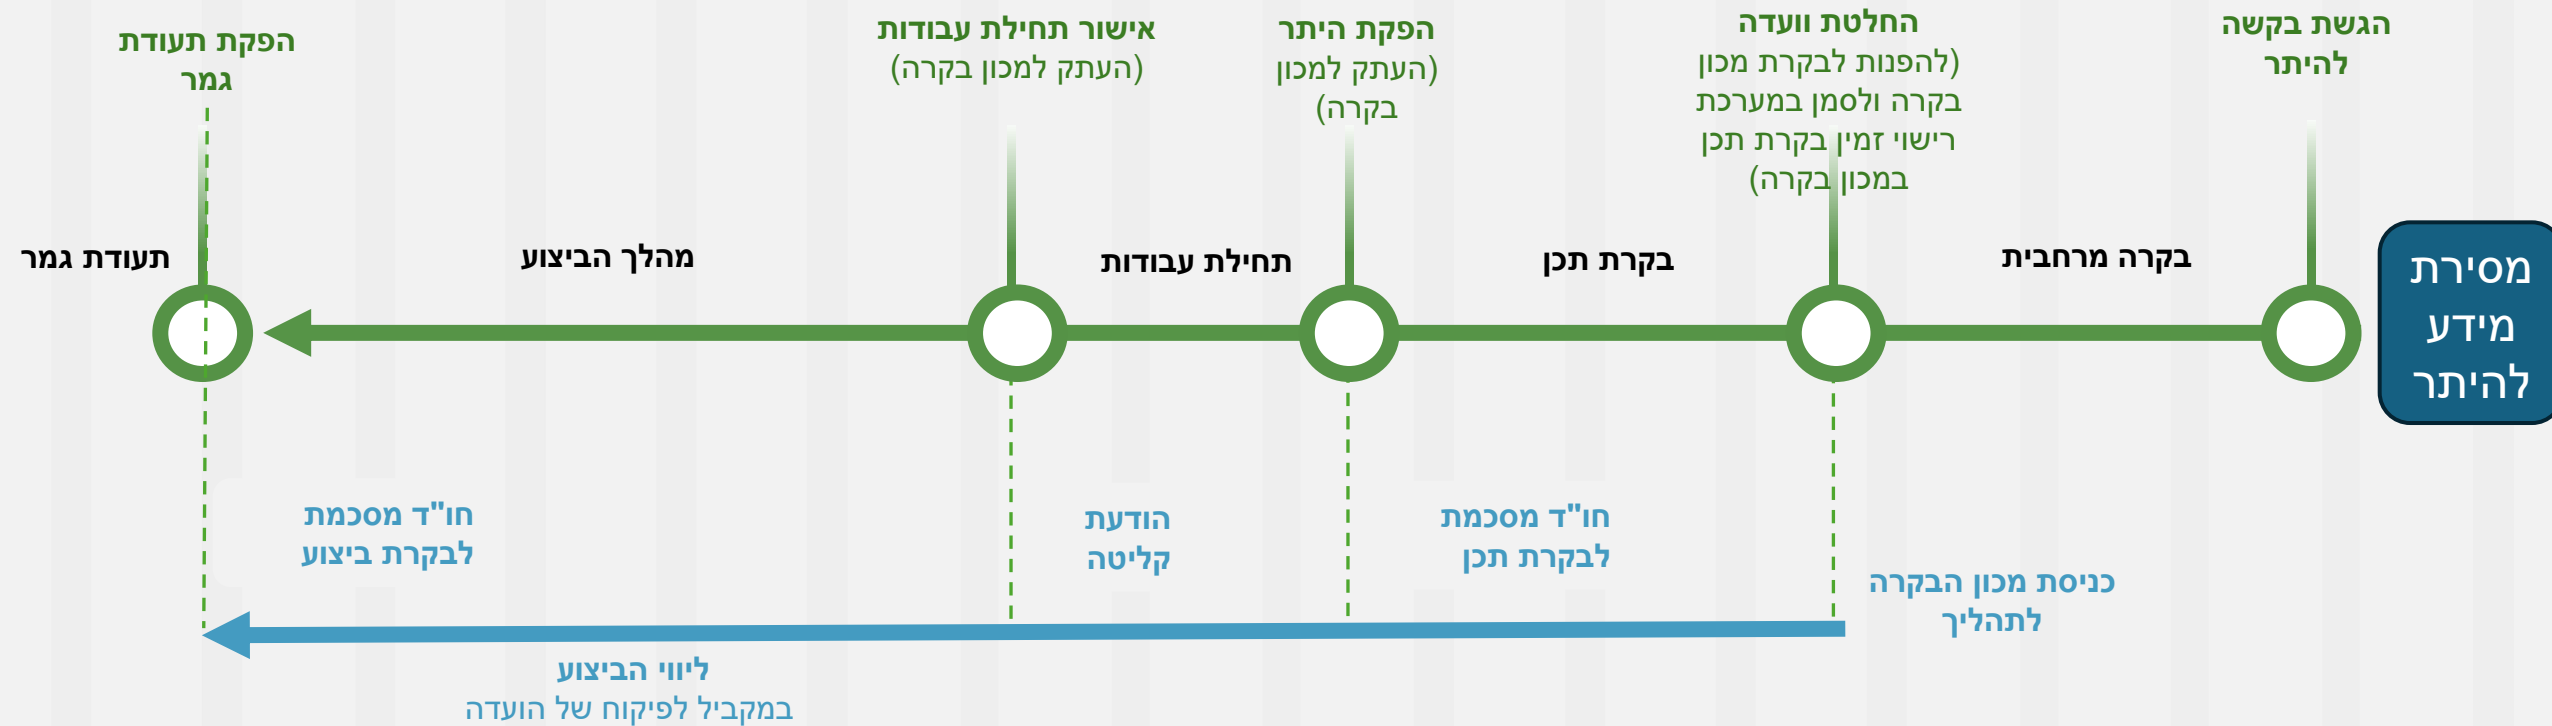 הגשת בקשה
להיתר
החלטת וועדה
(להפנות לבקרת מכון
בקרה ולסמן במערכת
רישוי זמין בקרת תכן
במכון בקרה)
הפקת היתר
(העתק למכון
בקרה)
אישור תחילת עבודות
(העתק למכון בקרה)
הפקת תעודת
גמר
מסירת
מידע
להיתר
בקרה מרחבית
בקרת תכן
תחילת עבודות
מהלך הביצוע
תעודת גמר
כניסת מכון הבקרה
לתהליך
חו"ד מסכמת
לבקרת תכן
הודעת
קליטה
חו"ד מסכמת
לבקרת ביצוע
ליווי הביצוע
במקביל לפיקוח של הועדה